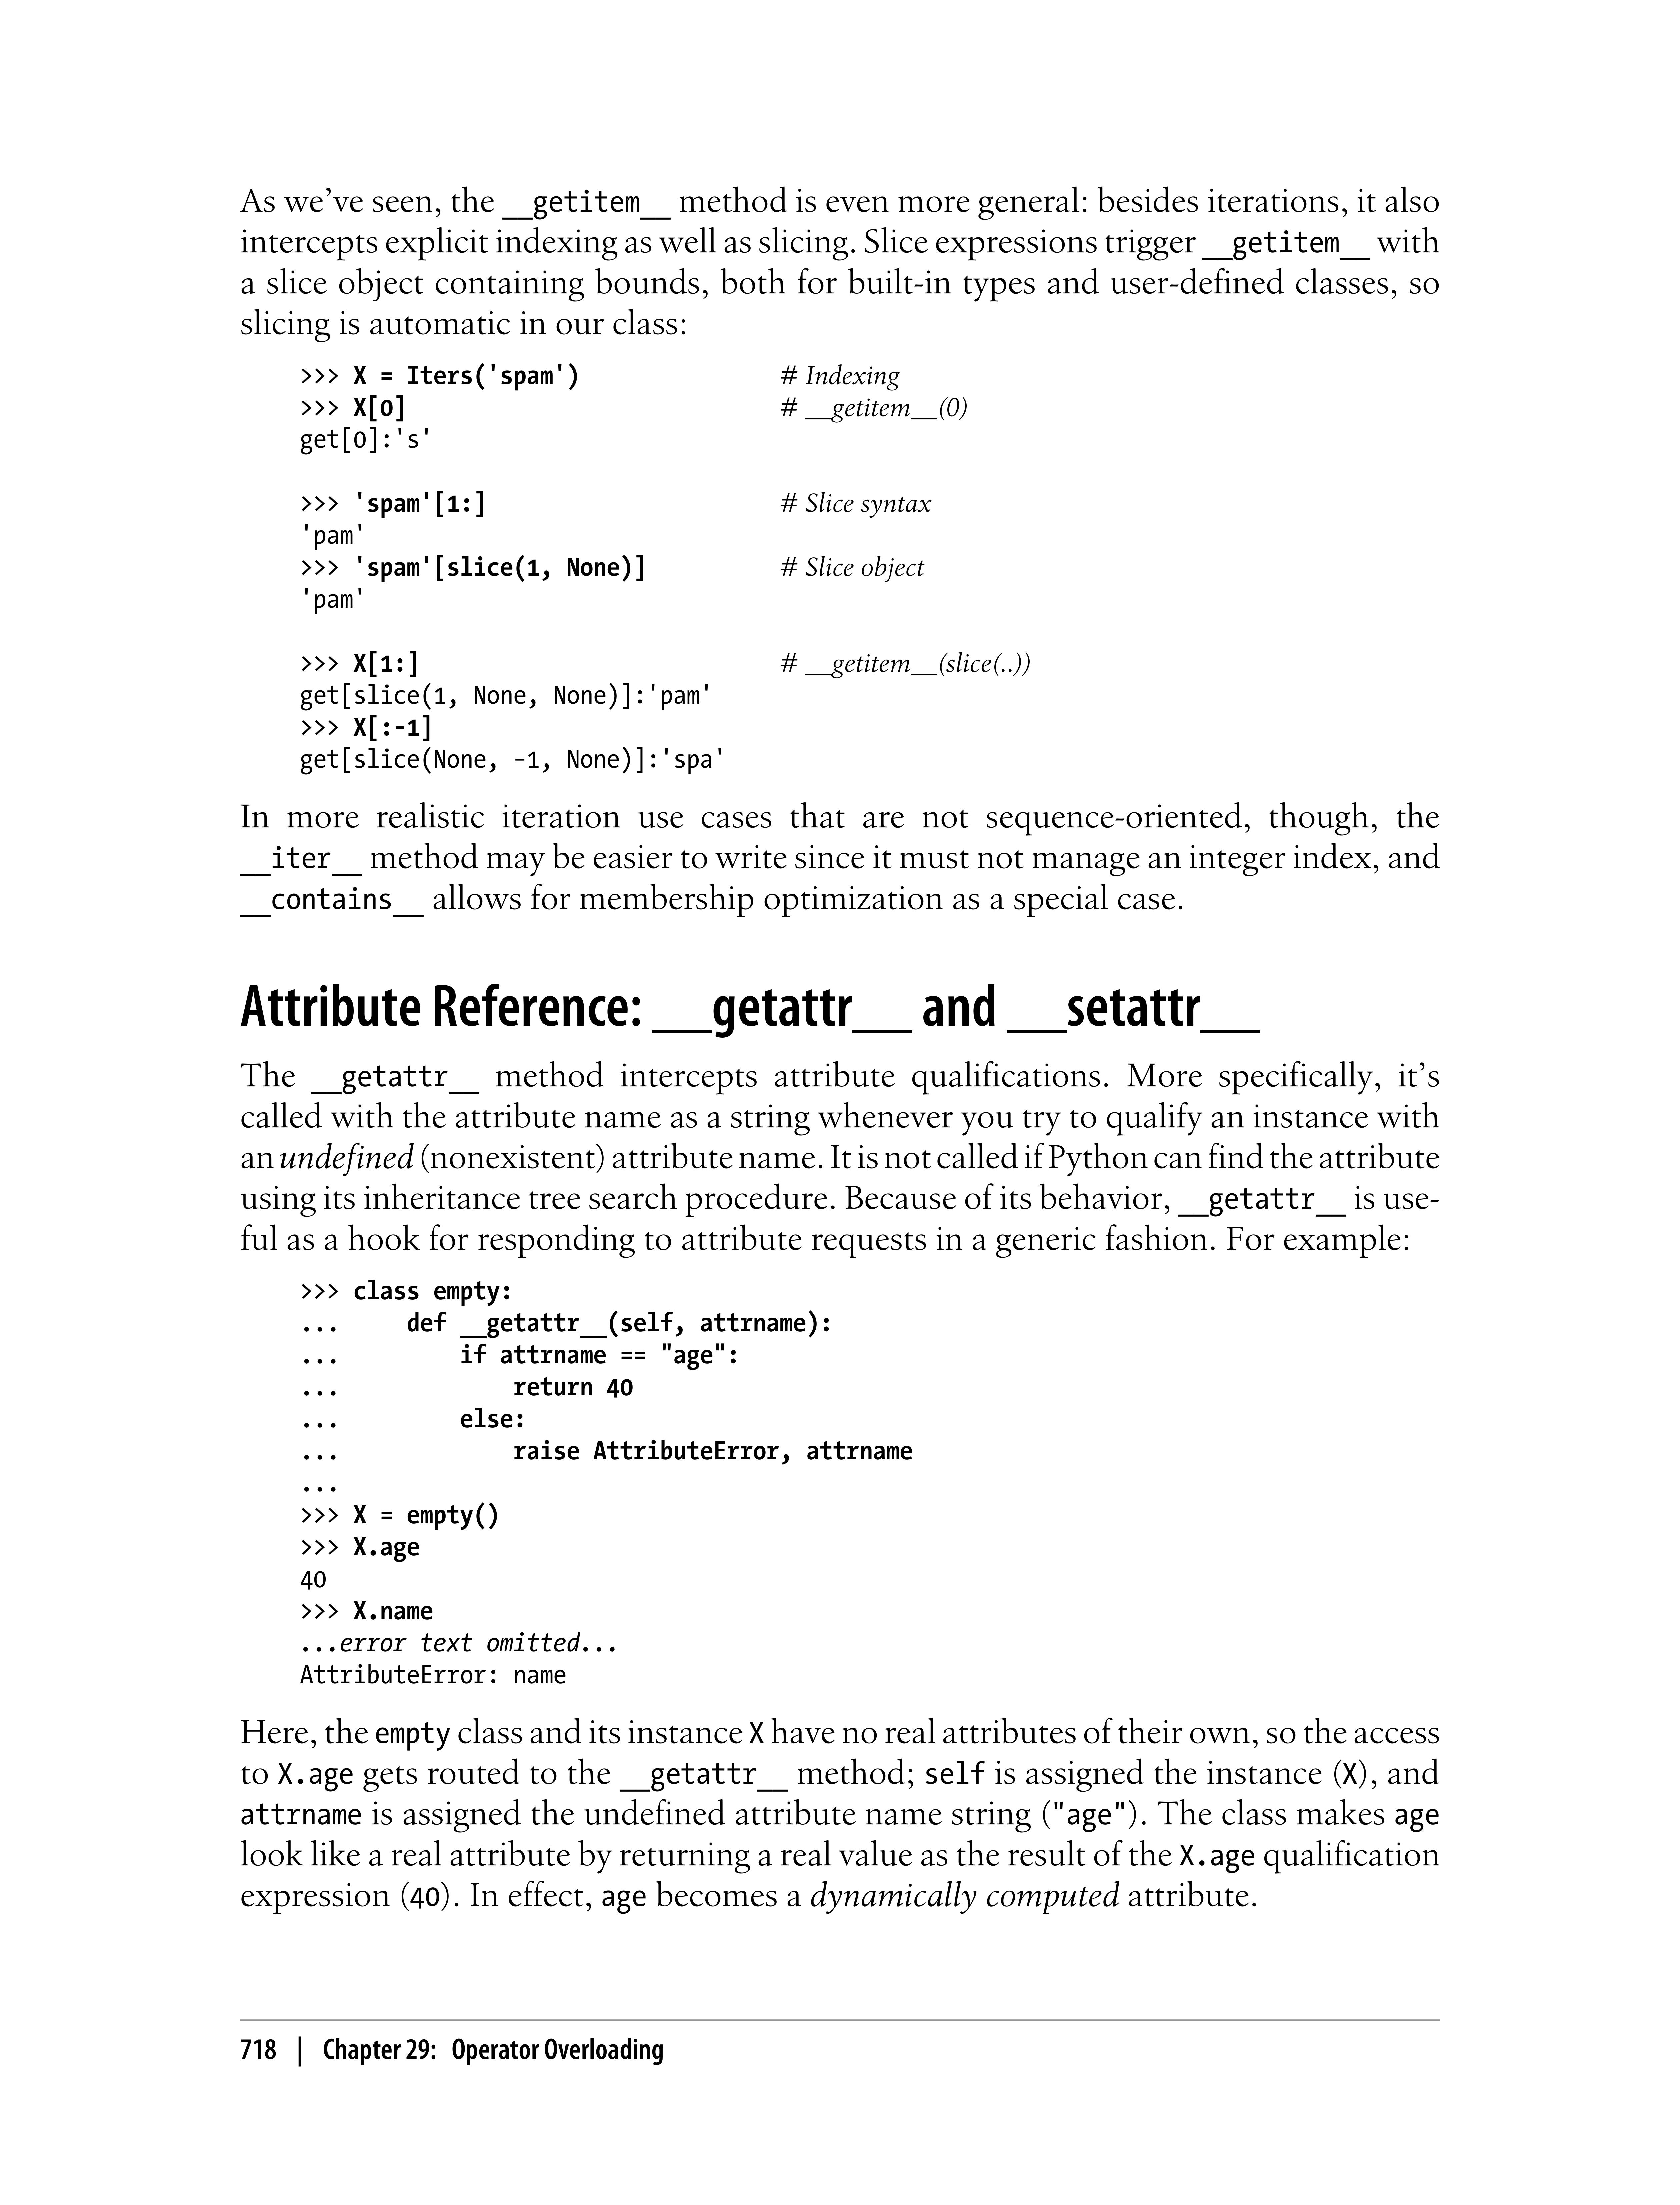 As we’ve seen, the __getitem__ method is even more general: besides iterations, it also
intercepts explicit indexing as well as slicing. Slice expressions trigger __getitem__ with
a slice object containing bounds, both for built-in types and user-defined classes, so
slicing is automatic in our class:
>>> X = Iters('spam') # Indexing
>>> X[0] # __getitem__(0)
get[0]:'s'
>>> 'spam'[1:] # Slice syntax
'pam'
>>> 'spam'[slice(1, None)] # Slice object
'pam'
>>> X[1:] # __getitem__(slice(..))
get[slice(1, None, None)]:'pam'
>>> X[:-1]
get[slice(None, -1, None)]:'spa'
In more realistic iteration use cases that are not sequence-oriented, though, the
__iter__ method may be easier to write since it must not manage an integer index, and
__contains__ allows for membership optimization as a special case.
Attribute Reference: __getattr__ and __setattr__
The __getattr__ method intercepts attribute qualifications. More specifically, it’s
called with the attribute name as a string whenever you try to qualify an instance with
an undefined (nonexistent) attribute name. It is not called if Python can find the attribute
using its inheritance tree search procedure. Because of its behavior, __getattr__ is use-
ful as a hook for responding to attribute requests in a generic fashion. For example:
>>> class empty:
...     def __getattr__(self, attrname):
...         if attrname == "age":
...             return 40
...         else:
...             raise AttributeError, attrname
...
>>> X = empty()
>>> X.age
40
>>> X.name
...error text omitted...
AttributeError: name
Here, the empty class and its instance X have no real attributes of their own, so the access
to X.age gets routed to the __getattr__ method; self is assigned the instance (X), and
attrname is assigned the undefined attribute name string ("age"). The class makes age
look like a real attribute by returning a real value as the result of the X.age qualification
expression (40). In effect, age becomes a dynamically computed attribute.
718 | Chapter 29: Operator Overloading